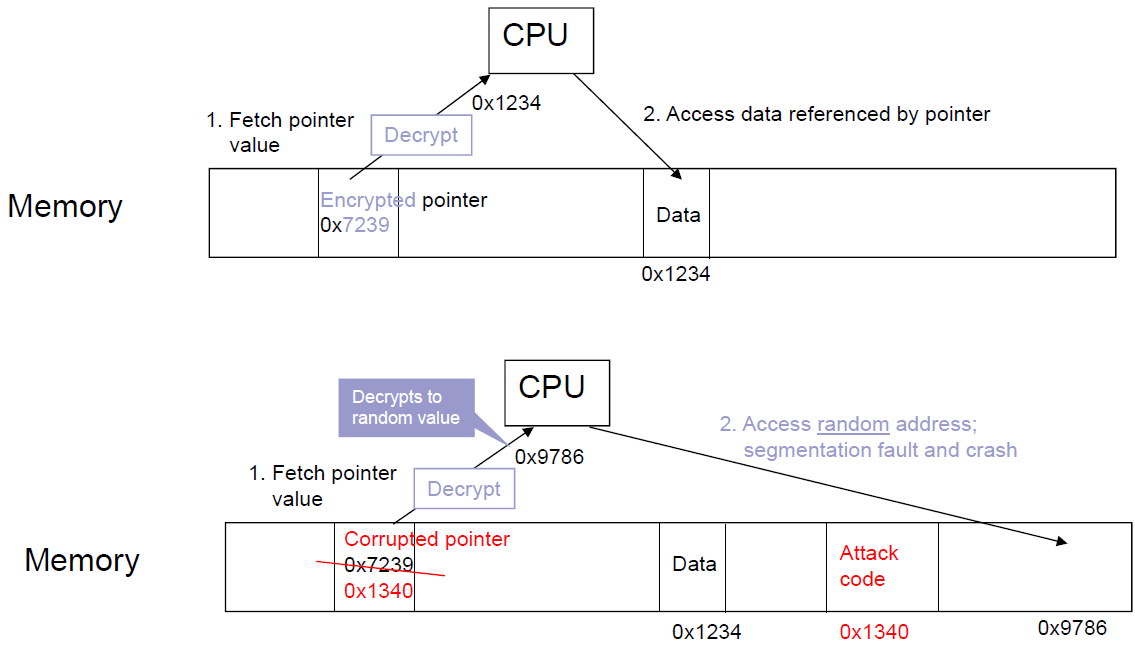 CPU
0x1234
1. Fetch pointer
value
2. Access data referenced by pointer
Decrypt
Memory
Encrypted pointer
0x7239
Data
0x1234
CPU
Decrypts to
random value
2. Access random address;
segmentation fault and crash
0x9786
1. Fetch pointer
value
Decrypt
Memory
Corrupted pointer
0x7239
0x1340
Data
Attack
code
0x1234
0x1340
0x9786